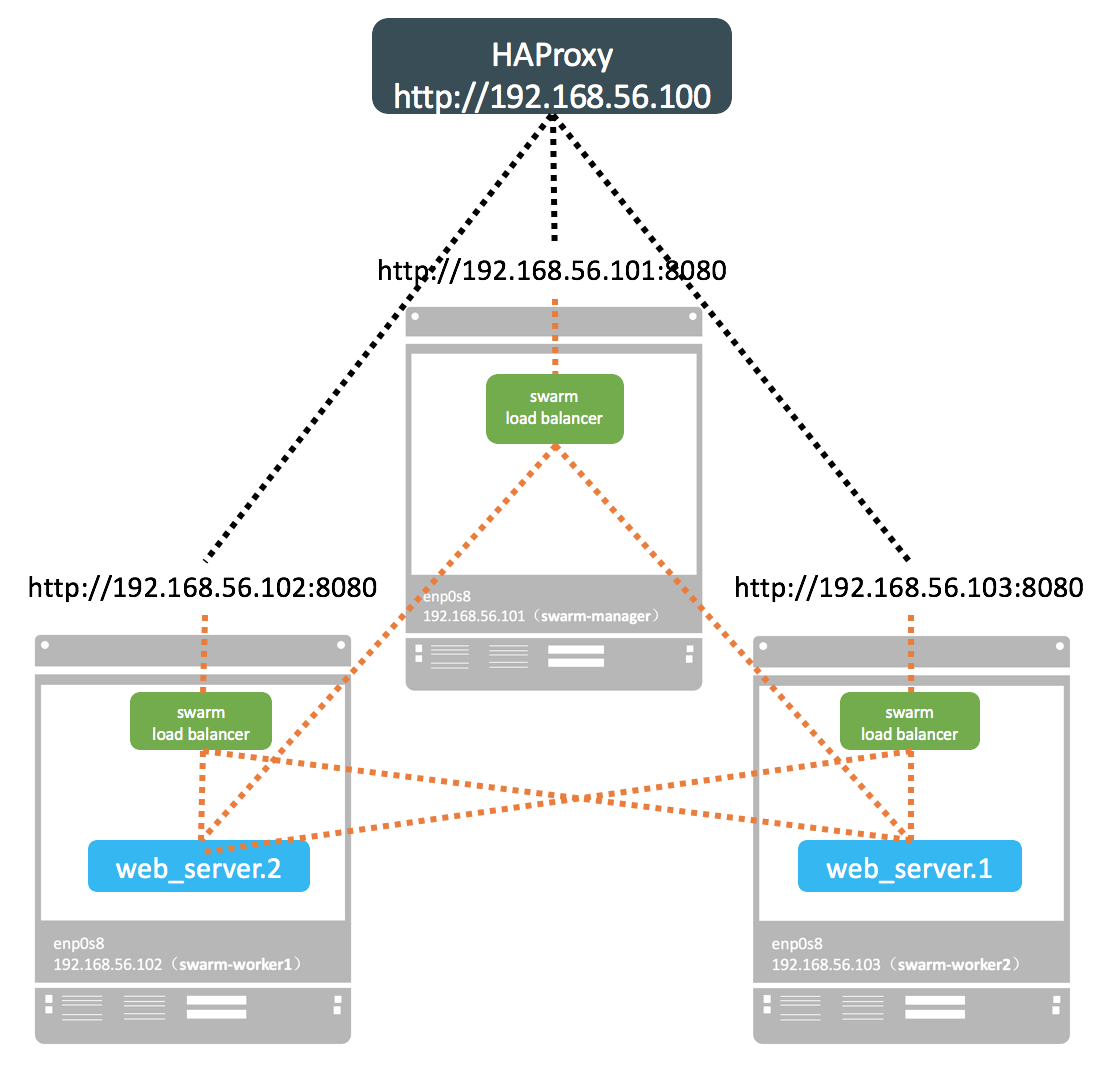 HAProxy
http://192.168.56.100
http://192.168.56.101:8080
swarm
load balancer
enp0s8
192.168.56.101（swarm-manager）
http://192.168.56.102:8080
http://192.168.56.103:8080
swarm
load balancer
swarm
load balancer
web_server.2
web_server.1
enp0s8
192.168.56.102（swarm-worker1）
enp0s8
192.168.56.103（swarm-worker2）